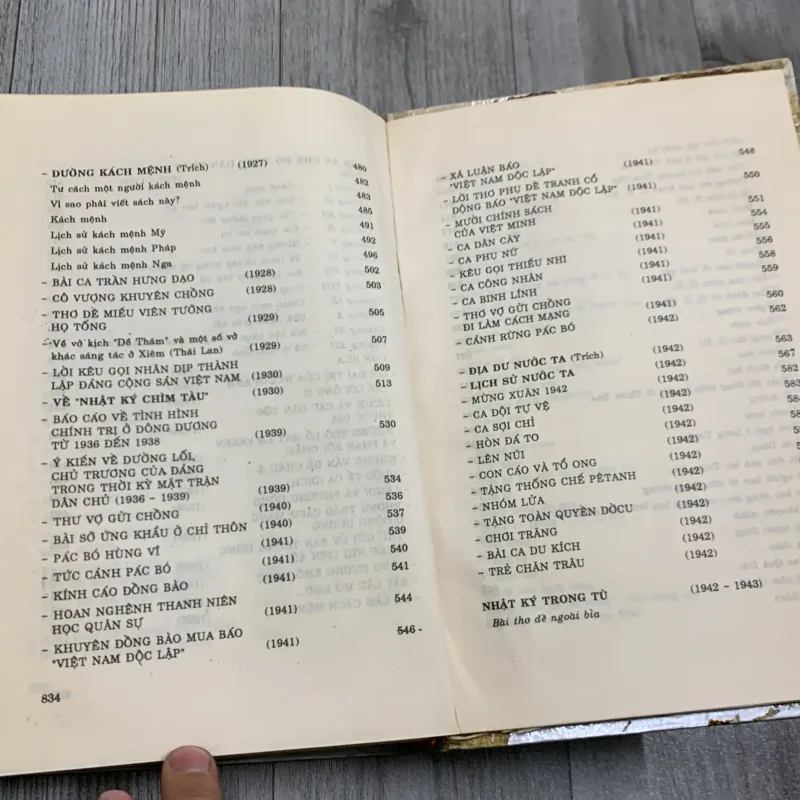 - ĐƯỜNG KÁCH MỆNH (Trích) (1927) 480
Tư cách một người kách mệnh 482
Vì sao phải viết sách này? 483
Kách mệnh 485
Lịch sử kách mệnh Mỹ 491
Lịch sử kách mệnh Pháp 492
Lịch sử kách mệnh Nga 496
- BÀI CA TRẦN HƯNG ĐẠO (1928) 502
- CÔ VƯỢNG KHUYÊN CHỒNG (1928) 503
- THƠ ĐỀ MIẾU VIÊN TƯỚNG
HỌ TỐNG (1929) 505
- Về vở kịch "Đề Thám" và một số vở
khác sáng tác ở Xiêm (Thái Lan) (1929) 507
- LỜI KÊU GỌI NHÂN DỊP THÀNH
LẬP ĐẢNG CỘNG SẢN VIỆT NAM (1930) 509
- VỀ "NHẬT KÝ CHÌM TÀU" (1930) 513
- BÁO CÁO VỀ TÌNH HÌNH
CHÍNH TRỊ Ở ĐÔNG DƯƠNG
TỪ 1936 ĐẾN 1938 (1939) 530
- Ý KIẾN VỀ ĐƯỜNG LỐI,
CHỦ TRƯƠNG CỦA ĐẢNG
TRONG THỜI KỲ MẶT TRẬN
DÂN CHỦ (1936 - 1939) (1939) 534
- THƯ VỢ GỬI CHỒNG (1940) 536
- BÀI SỚ ỨNG KHẨU Ở CHỈ THÔN (1940) 537
- PÁC BÓ HÙNG VĨ (1941) 539
- TỨC CẢNH PÁC BÓ (1941) 540
- KÍNH CÁO ĐỒNG BÀO (1941) 541
- HOAN NGHÊNH THANH NIÊN
HỌC QUÂN SỰ (1941) 544
- KHUYÊN ĐỒNG BÀO MUA BÁO
"VIỆT NAM ĐỘC LẬP" (1941) 546 -
834
- XÃ LUẬN BÁO
"VIỆT NAM ĐỘC LẬP" (1941) 548
- LỜI THƠ PHỤ ĐỀ TRANH CỔ
ĐỘNG BÁO "VIỆT NAM ĐỘC LẬP" (1941) 550
- MƯỜI CHÍNH SÁCH
CỦA VIỆT MINH (1941) 551
- CA DÂN CÀY (1941) 554
- CA PHỤ NỮ (1941) 555
- KÊU GỌI THIẾU NHI (1941) 556
- CA CÔNG NHÂN (1941) 558
- CA BINH LÍNH (1941) 559
- THƠ VỢ GỬI CHỒNG
ĐI LÀM CÁCH MẠNG (1941) 560
- CẢNH RỪNG PÁC BÓ (1942) 562
- ĐỊA DƯ NƯỚC TA (Trích) (1942) 563
- LỊCH SỬ NƯỚC TA (1942) 567
- MỪNG XUÂN 1942 (1942) 582
- CA ĐỘI TỰ VỆ (1942) 583
- CA SỢI CHỈ (1942)
- HÒN ĐÁ TO (1942)
- LÊN NÚI (1942)
- CON CÁO VÀ TỔ ONG (1942)
- TẶNG THỐNG CHẾ PÊTANH (1942)
- NHÓM LỬA (1942)
- TẶNG TOÀN QUYỀN ĐỜCU (1942)
- CHƠI TRĂNG (1942)
- BÀI CA DU KÍCH (1942)
- TRẺ CHĂN TRÂU (1942)
NHẬT KÝ TRONG TÙ (1942 - 1943)
Bài thơ đề ngoài bìa